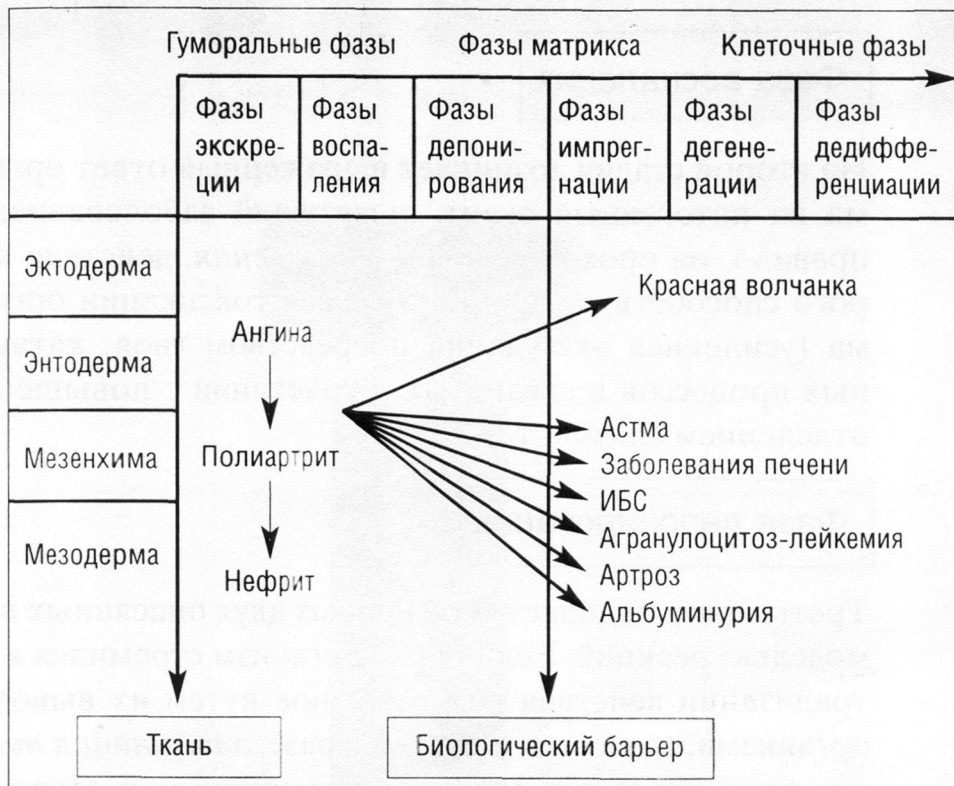 Гуморальные фазы Фазы матрикса Клеточные фазы
Фазы экскре-
ции
Фазы
воспа-
ления
Фазы
депони-
рования
Фазы
импрег-
нации
Фазы
дегене-
рации
Фазы
дедиффе-
ренциации
Эктодерма
Энтодерма
Мезенхима
Мезодерма
Ангина
Полиартрит
Нефрит
Красная волчанка
Астма
Заболевания печени
ИБС
Агранулоцитоз-лейкемия
Артроз
Альбуминурия
Ткань
Биологический барьер